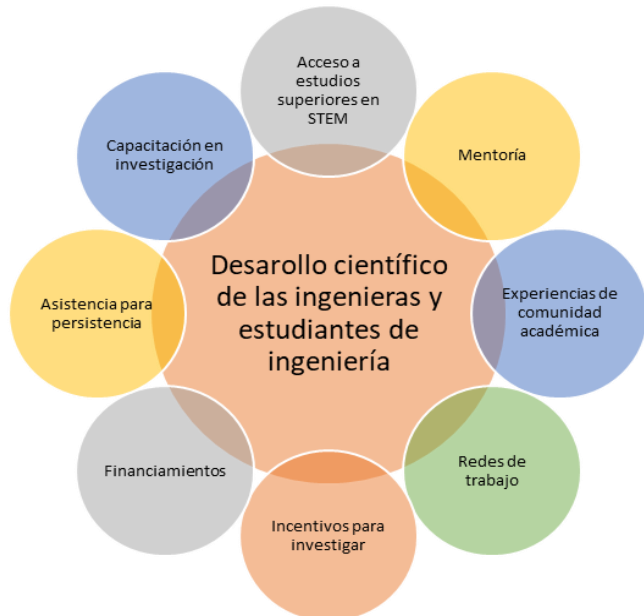 Acceso a
estudios
superiores en
STEM
Mentoría
Experiencias de
comunidad
académica
Redes de
trabajo
Incentivos para
investigar
Financiamientos
Asistencia para
persistencia
Capacitación en
investigación
Desarollo científico
de las ingenieras y
estudiantes de
ingeniería